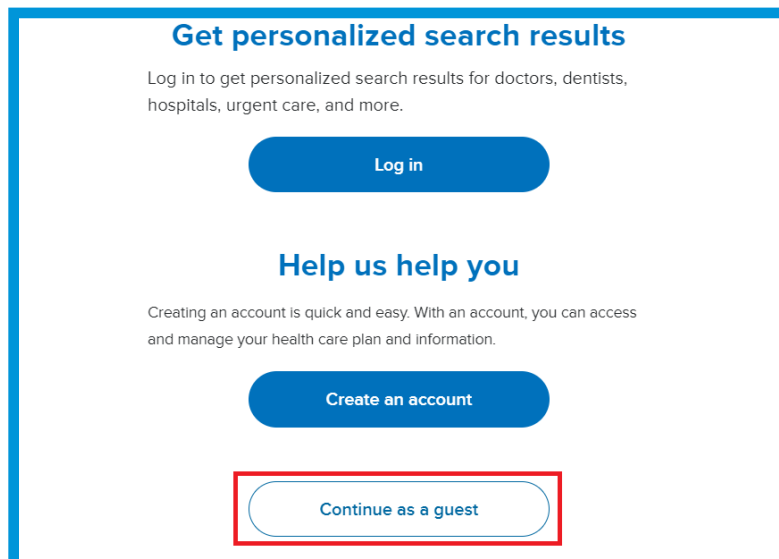 Get personalized search results
Log in to get personalized search results for doctors, dentists,
hospitals, urgent care, and more.
Log in
Help us help you
Creating an account is quick and easy. With an account, you can access
and manage your health care plan and information.
Create an account
Continue as a guest